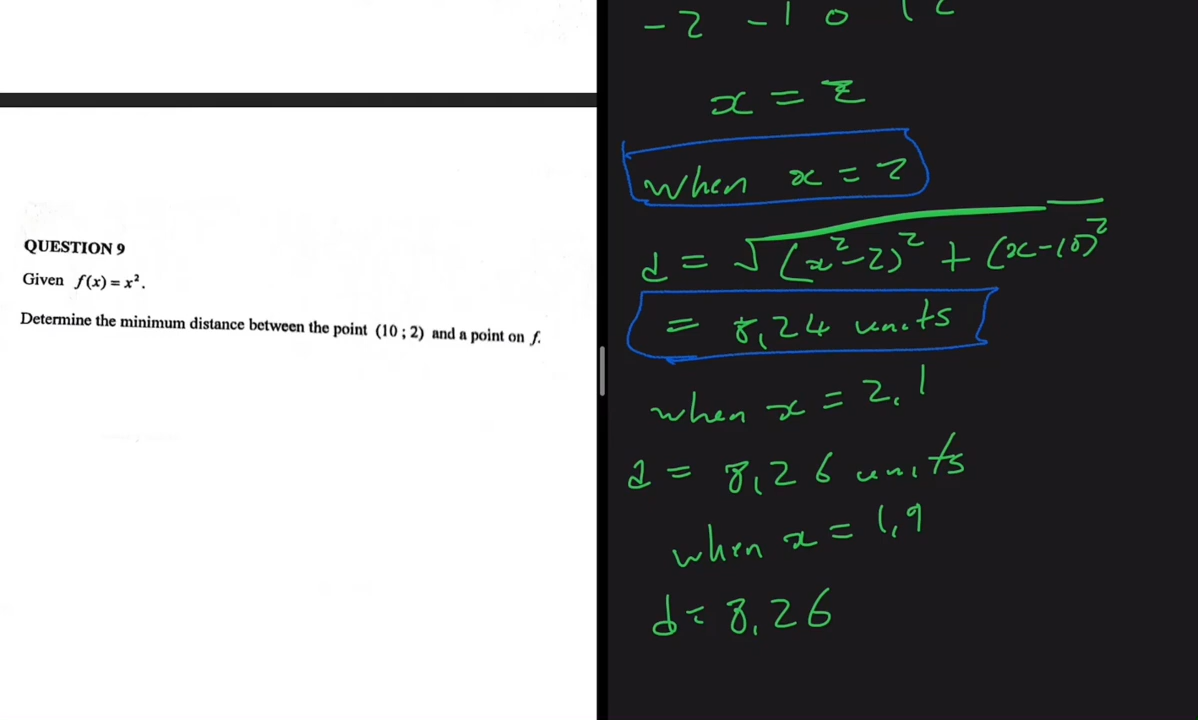 QUESTION 9
Given f(x) = x².
Determine the minimum distance between the point (10 ; 2) and a point on f.
-2 -1 0 1 2
x = 2
when x = 2
d = √(x²-2)² + (x-10)²
= 8,24 units
when x = 2,1
d = 8,26 units
when x = 1,9
d = 8,26